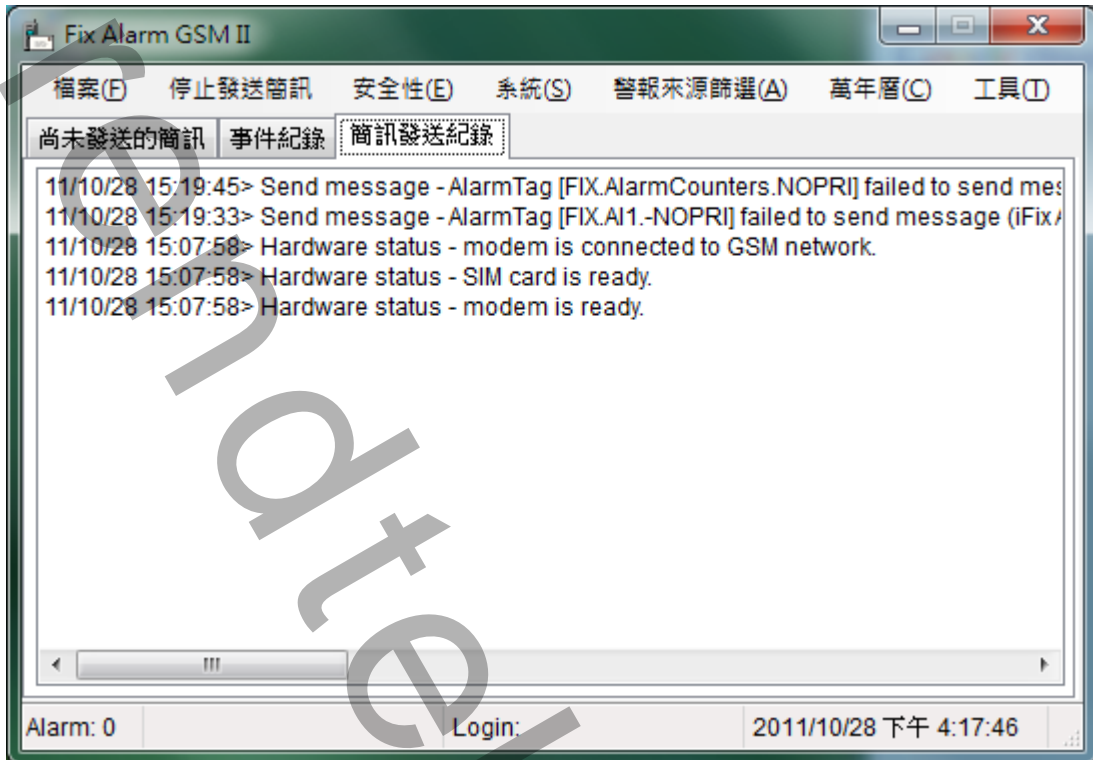 Fix Alarm GSM II
檔案(F) 停止發送簡訊 安全性(E) 系統(S) 警報來源篩選(A) 萬年曆(C) 工具(T)
尚未發送的簡訊 事件紀錄 簡訊發送紀錄
11/10/28 15:19:45> Send message - AlarmTag [FIX.AlarmCounters.NOPRI] failed to send mes
11/10/28 15:19:33> Send message - AlarmTag [FIX.AI1.-NOPRI] failed to send message (iFix A
11/10/28 15:07:58> Hardware status - modem is connected to GSM network.
11/10/28 15:07:58> Hardware status - SIM card is ready.
11/10/28 15:07:58> Hardware status - modem is ready.
Alarm: 0 Login: 2011/10/28 下午 4:17:46